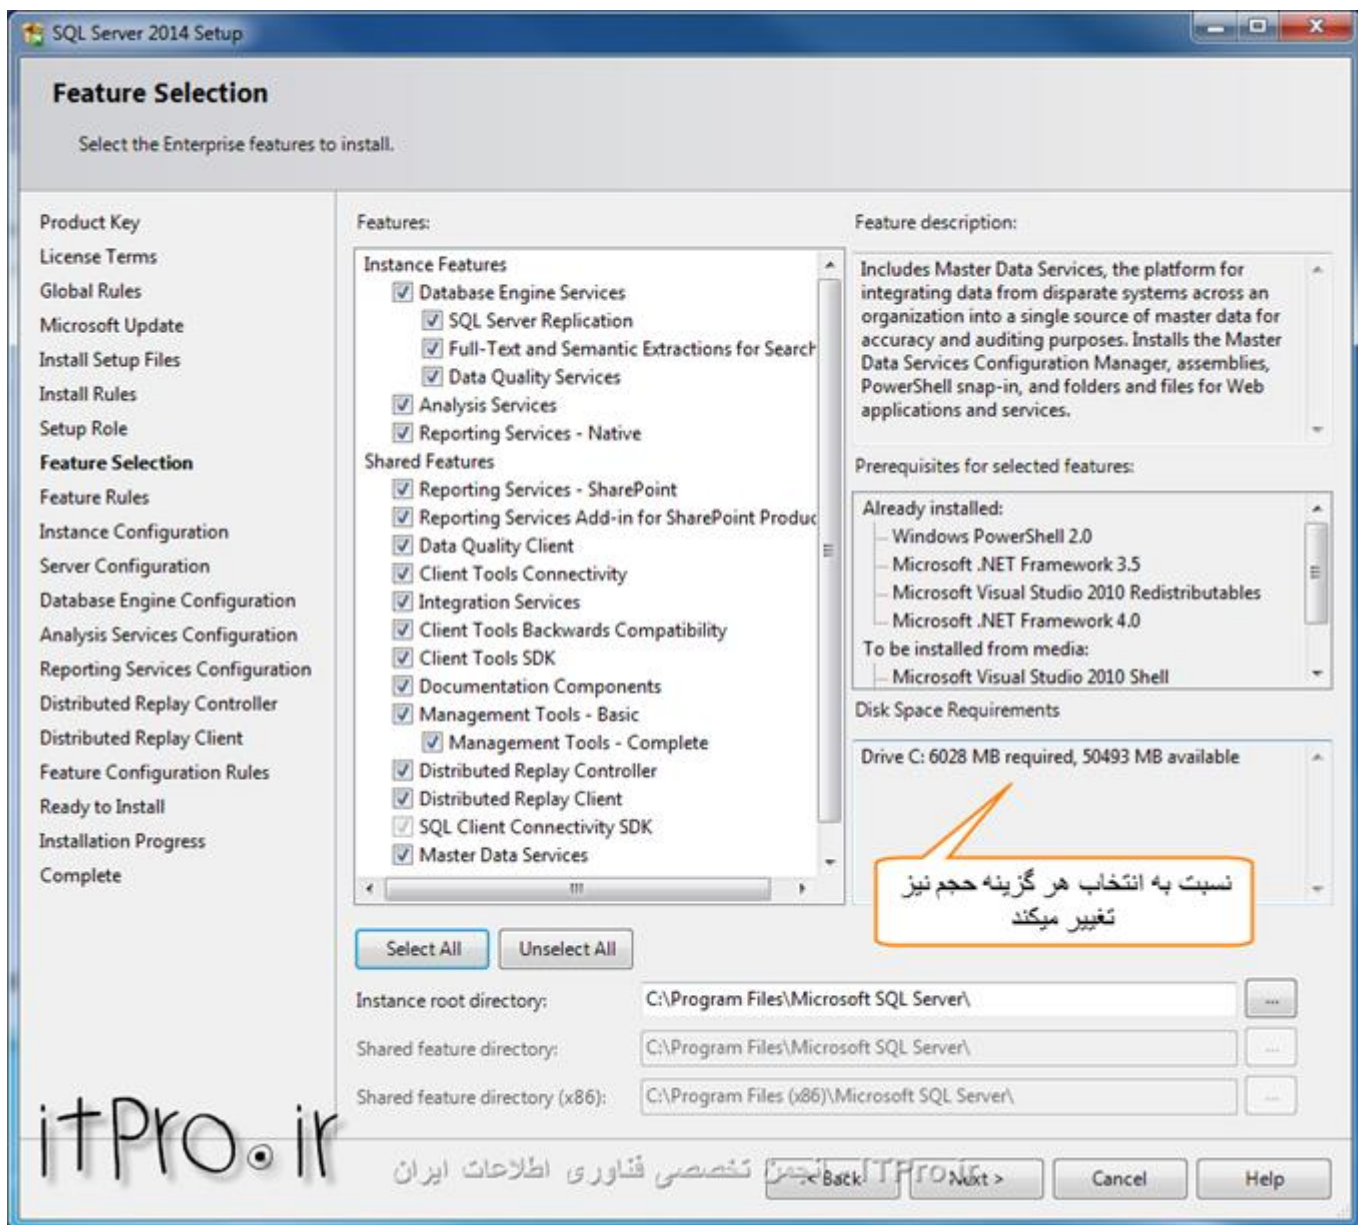 SQL Server 2014 Setup
Feature Selection
Select the Enterprise features to install.
Product Key
License Terms
Global Rules
Microsoft Update
Install Setup Files
Install Rules
Setup Role
Feature Selection
Feature Rules
Instance Configuration
Server Configuration
Database Engine Configuration
Analysis Services Configuration
Reporting Services Configuration
Distributed Replay Controller
Distributed Replay Client
Feature Configuration Rules
Ready to Install
Installation Progress
Complete
Features:
Instance Features
Database Engine Services
SQL Server Replication
Full-Text and Semantic Extractions for Search
Data Quality Services
Analysis Services
Reporting Services - Native
Shared Features
Reporting Services - SharePoint
Reporting Services Add-in for SharePoint Produc
Data Quality Client
Client Tools Connectivity
Integration Services
Client Tools Backwards Compatibility
Client Tools SDK
Documentation Components
Management Tools - Basic
Management Tools - Complete
Distributed Replay Controller
Distributed Replay Client
SQL Client Connectivity SDK
Master Data Services
Feature description:
Includes Master Data Services, the platform for
integrating data from disparate systems across an
organization into a single source of master data for
accuracy and auditing purposes. Installs the Master
Data Services Configuration Manager, assemblies,
PowerShell snap-in, and folders and files for Web
applications and services.
Prerequisites for selected features:
Already installed:
Windows PowerShell 2.0
Microsoft .NET Framework 3.5
Microsoft Visual Studio 2010 Redistributables
Microsoft .NET Framework 4.0
To be installed from media:
Microsoft Visual Studio 2010 Shell
Disk Space Requirements
Drive C: 6028 MB required, 50493 MB available
نسبت به انتخاب هر گزینه حجم نیز
تغییر میکند
Select All
Unselect All
Instance root directory:
C:\Program Files\Microsoft SQL Server\
...
Shared feature directory:
C:\Program Files\Microsoft SQL Server\
...
Shared feature directory (x86):
C:\Program Files (x86)\Microsoft SQL Server\
...
itPro.ir
انجمن تخصصی فناوری اطلاعات ایران ITPro.ir
< Back
Next >
Cancel
Help